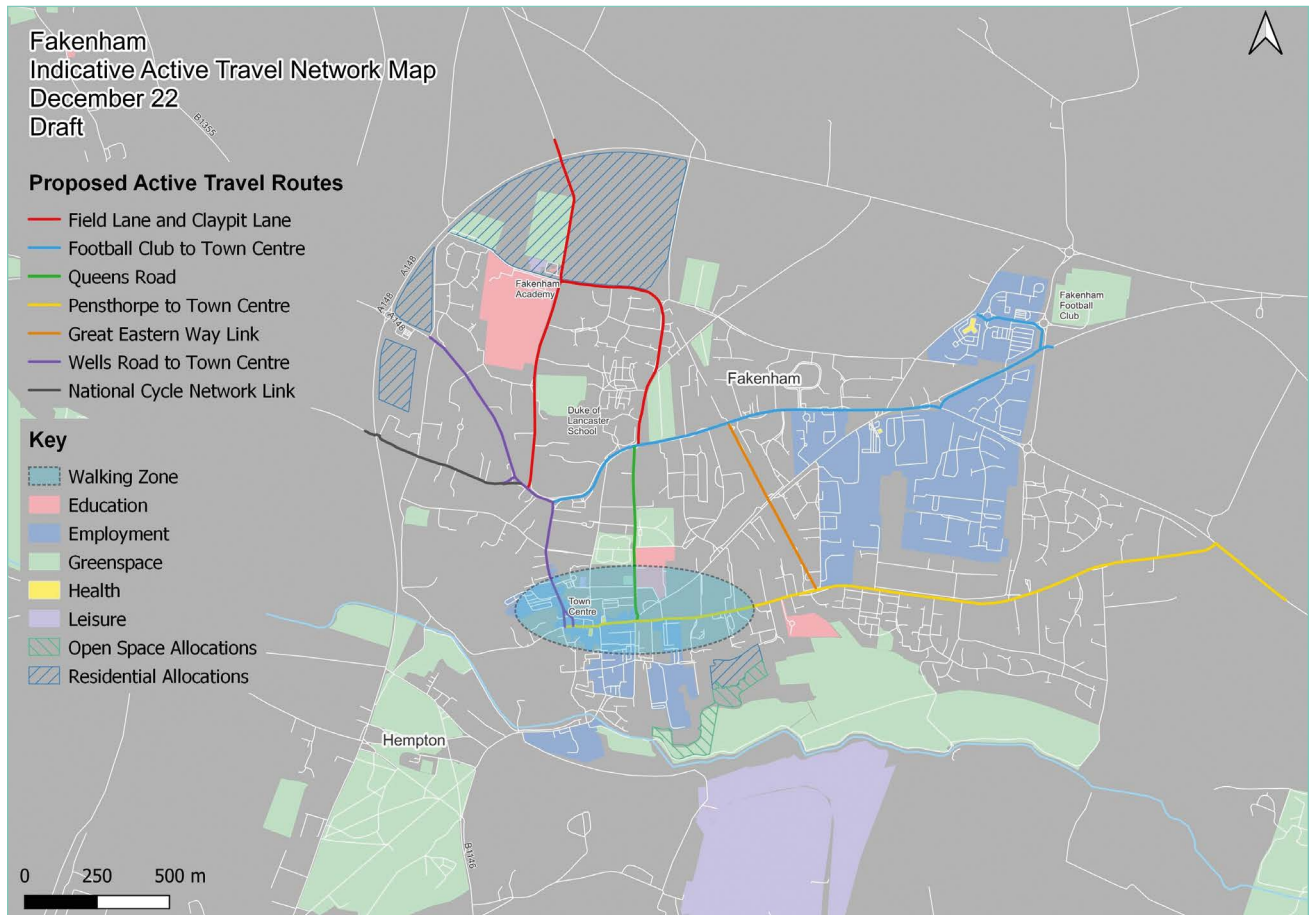 Fakenham
Indicative Active Travel Network Map
December 22
Draft
B1355
Proposed Active Travel Routes
Field Lane and Claypit Lane
Football Club to Town Centre
Queens Road
Pensthorpe to Town Centre
Great Eastern Way Link
Wells Road to Town Centre
National Cycle Network Link
Key
Walking Zone
Education
Employment
Greenspace
Health
Leisure
Open Space Allocations
Residential Allocations
A148
A148
A148
Fakenham
Academy
Fakenham
Football
Club
Fakenham
Duke of
Lancaster
School
Town
Centre
Hempton
B1146
0 250 500 m